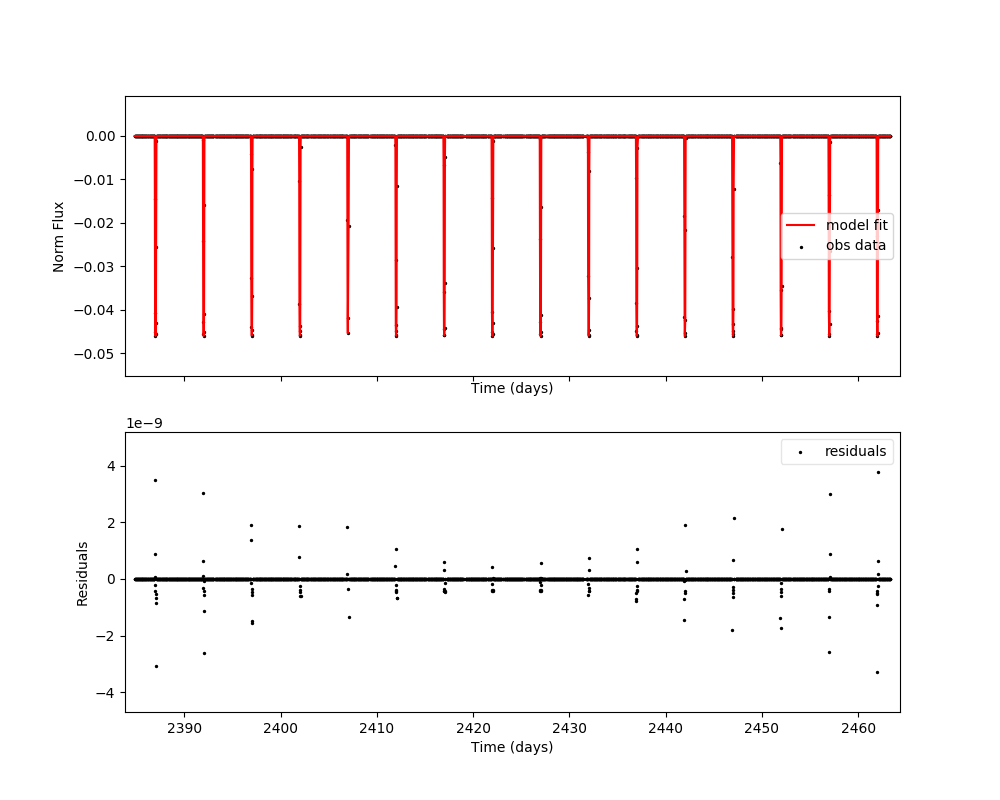 0.00
−0.01
−0.02
−0.03
−0.04
−0.05
Norm Flux
model fit
obs data
Time (days)
1e−9
4
2
0
−2
−4
Residuals
residuals
2390 2400 2410 2420 2430 2440 2450 2460
Time (days)